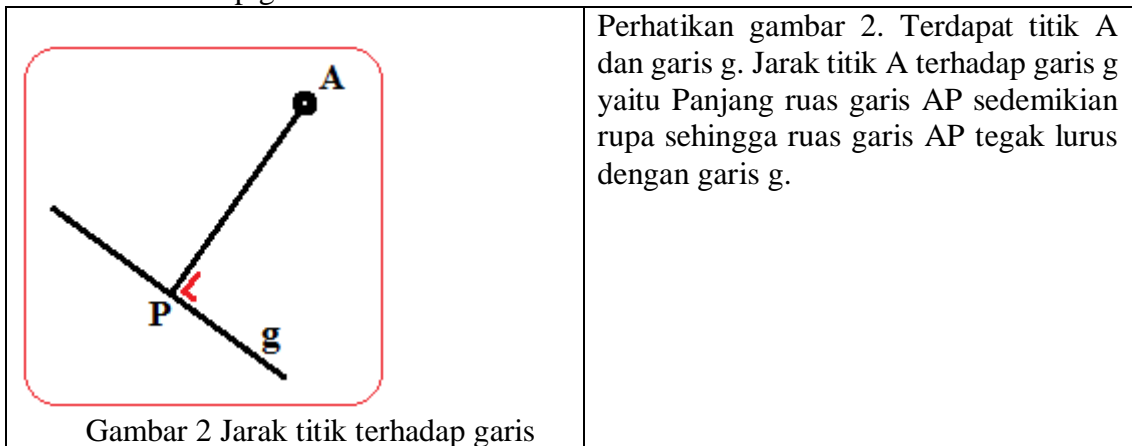 A
P
g
Gambar 2 Jarak titik terhadap garis
Perhatikan gambar 2. Terdapat titik A
dan garis g. Jarak titik A terhadap garis g
yaitu Panjang ruas garis AP sedemikian
rupa sehingga ruas garis AP tegak lurus
dengan garis g.